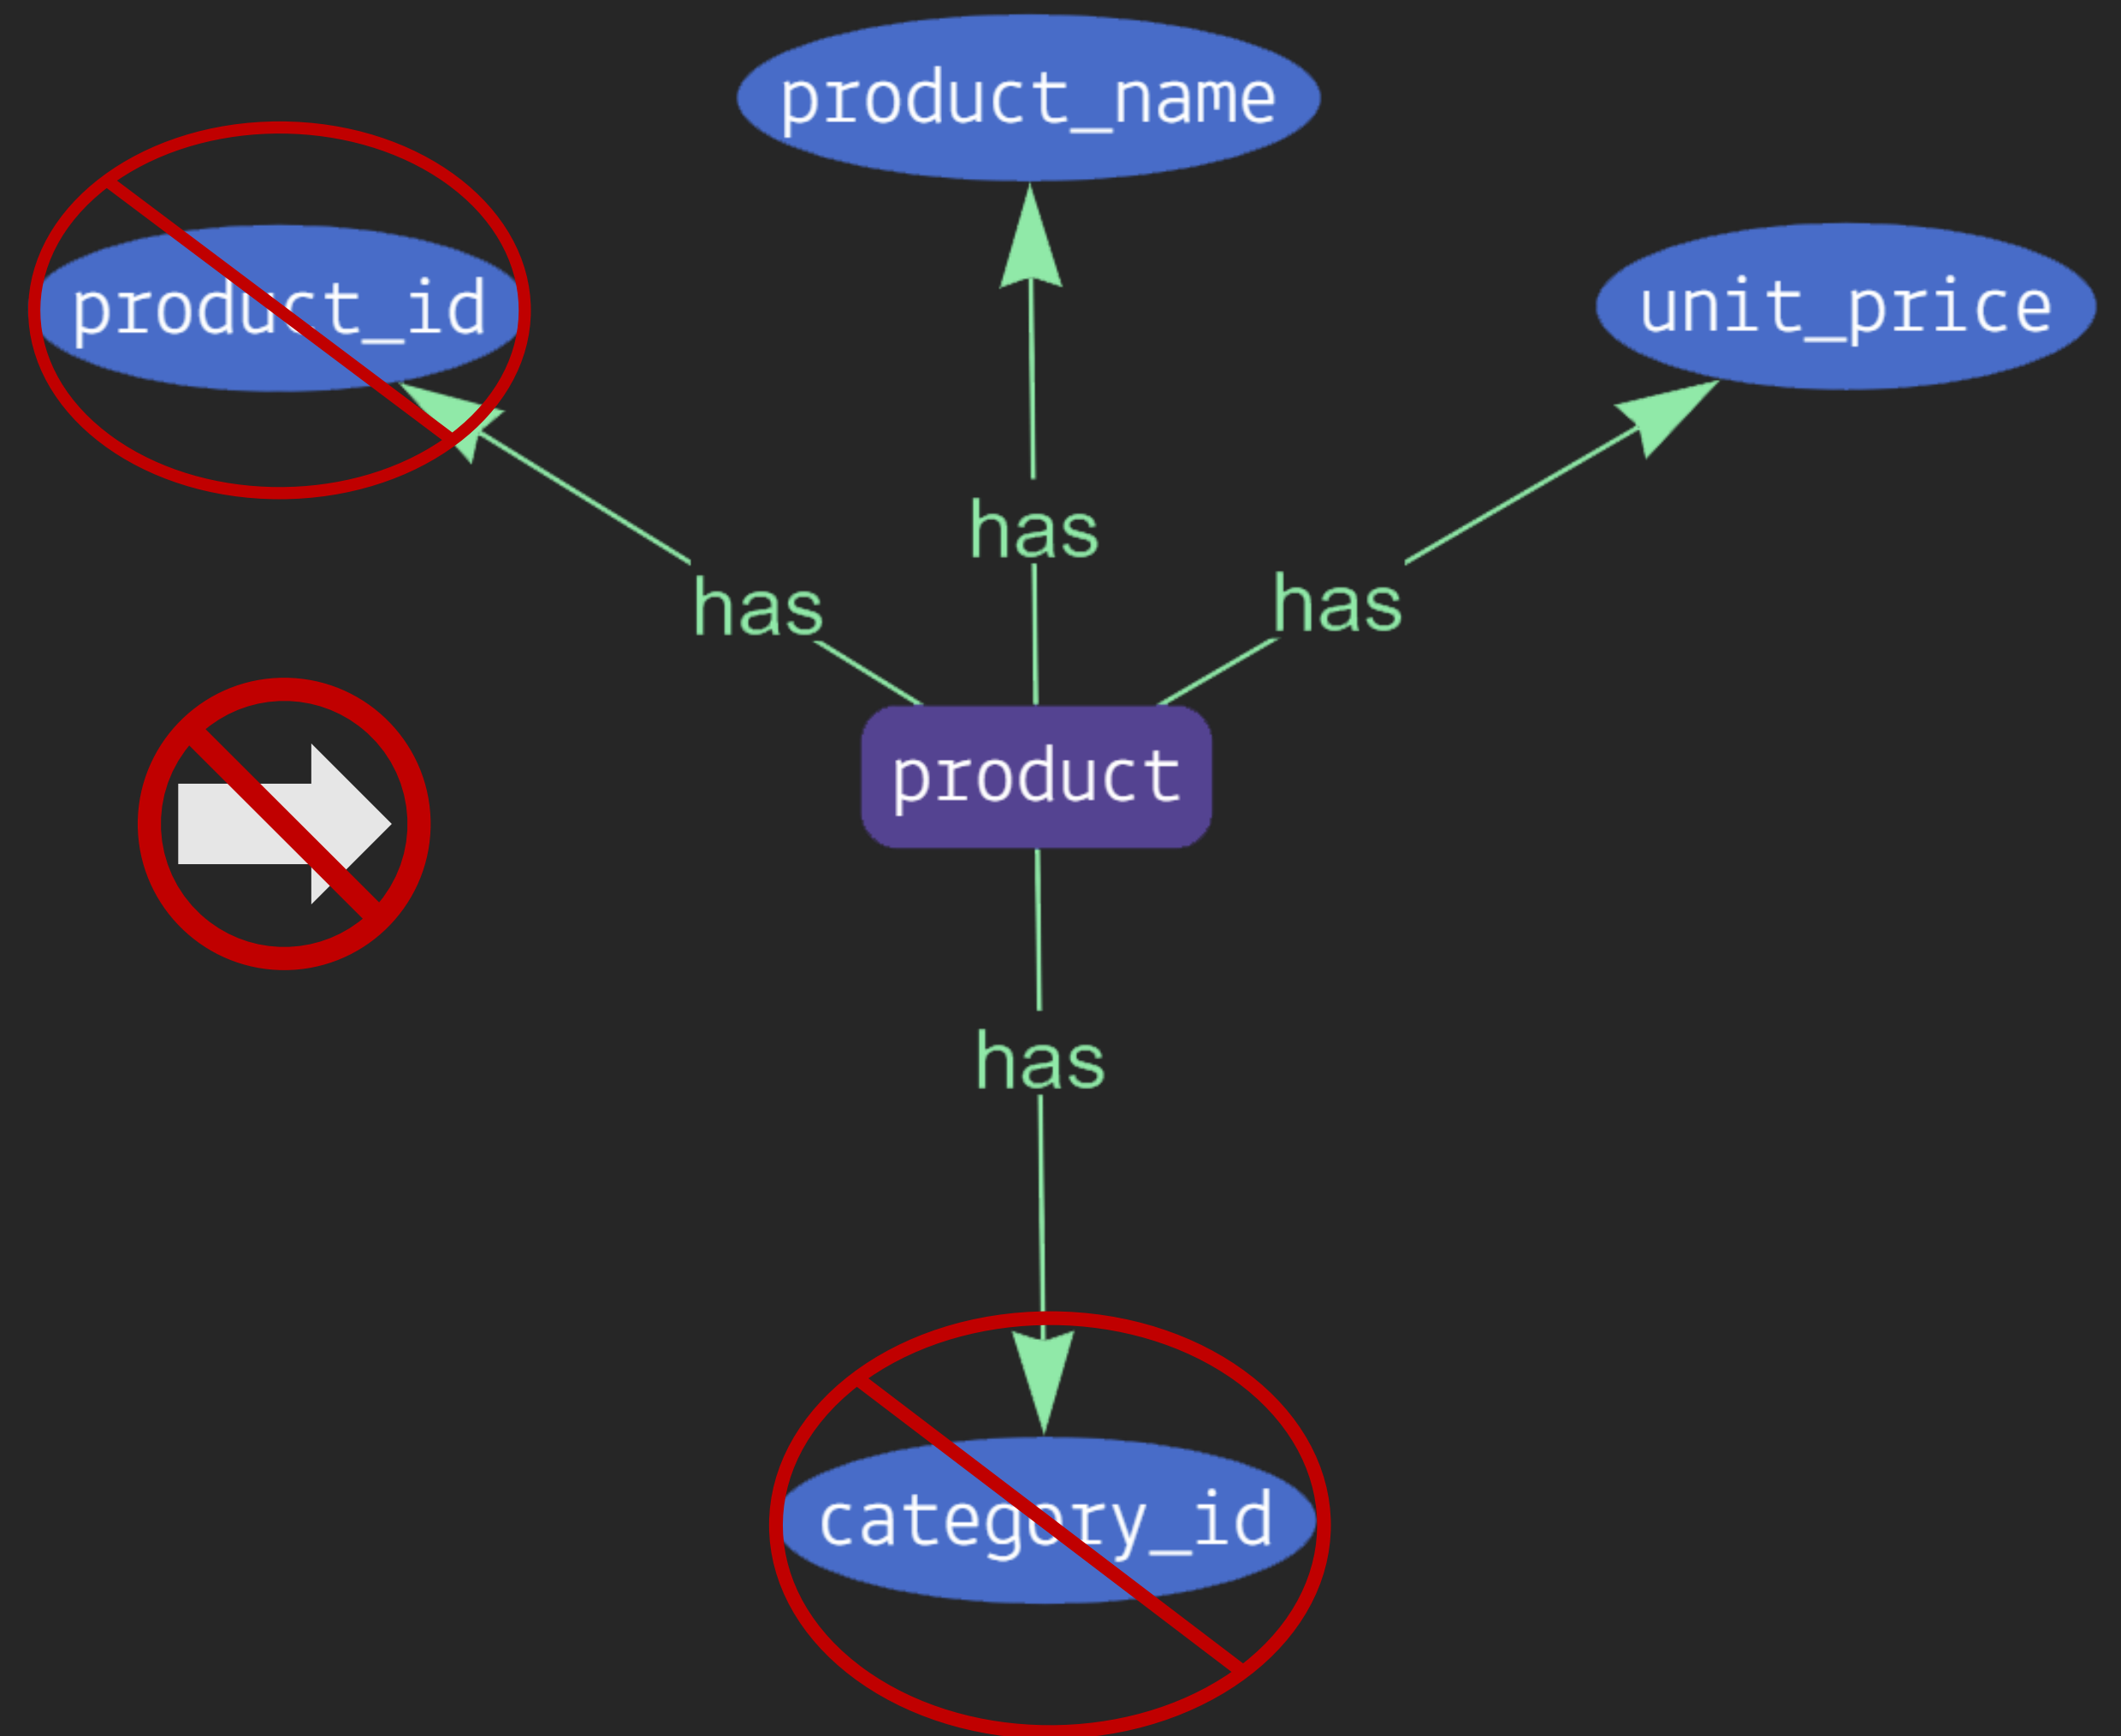 product_name
product_id
unit_price
has
has
has
product
has
category_id